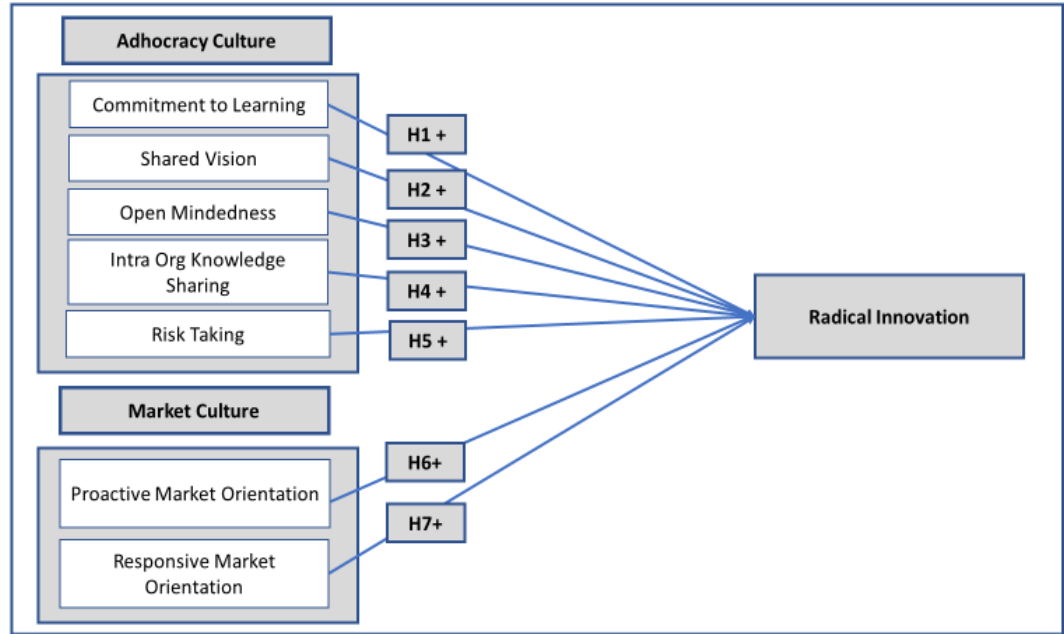 Adhocracy Culture
Commitment to Learning
H1 +
Shared Vision
H2 +
Open Mindedness
H3 +
Intra Org Knowledge
Sharing
H4 +
Risk Taking
H5 +
Radical Innovation
Market Culture
H6+
Proactive Market Orientation
H7+
Responsive Market
Orientation